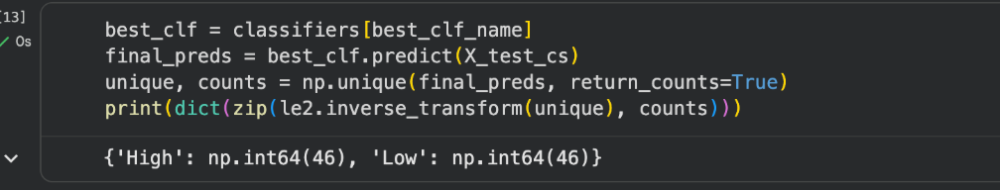 [13]
0s
best_clf = classifiers[best_clf_name]
final_preds = best_clf.predict(X_test_cs)
unique, counts = np.unique(final_preds, return_counts=True)
print(dict(zip(le2.inverse_transform(unique), counts)))
{'High': np.int64(46), 'Low': np.int64(46)}